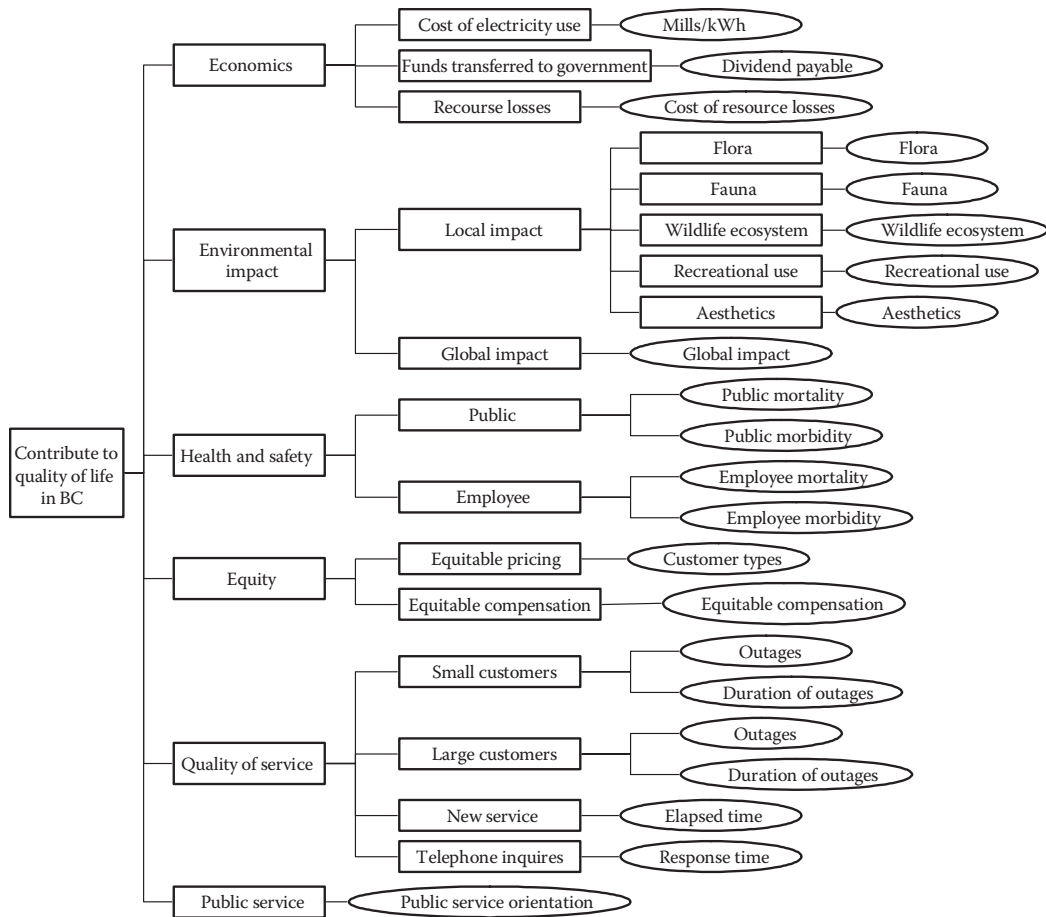 Cost of electricity use
Mills/kWh
Economics
Funds transferred to government
Dividend payable
Recourse losses
Cost of resource losses
Flora
Flora
Fauna
Fauna
Environmental
impact
Local impact
Wildlife ecosystem
Wildlife ecosystem
Recreational use
Recreational use
Aesthetics
Aesthetics
Global impact
Global impact
Contribute to
quality of life
in BC
Health and safety
Public
Public mortality
Public morbidity
Employee
Employee mortality
Employee morbidity
Equity
Equitable pricing
Customer types
Equitable compensation
Equitable compensation
Quality of service
Small customers
Outages
Duration of outages
Large customers
Outages
Duration of outages
New service
Elapsed time
Telephone inquires
Response time
Public service
Public service orientation